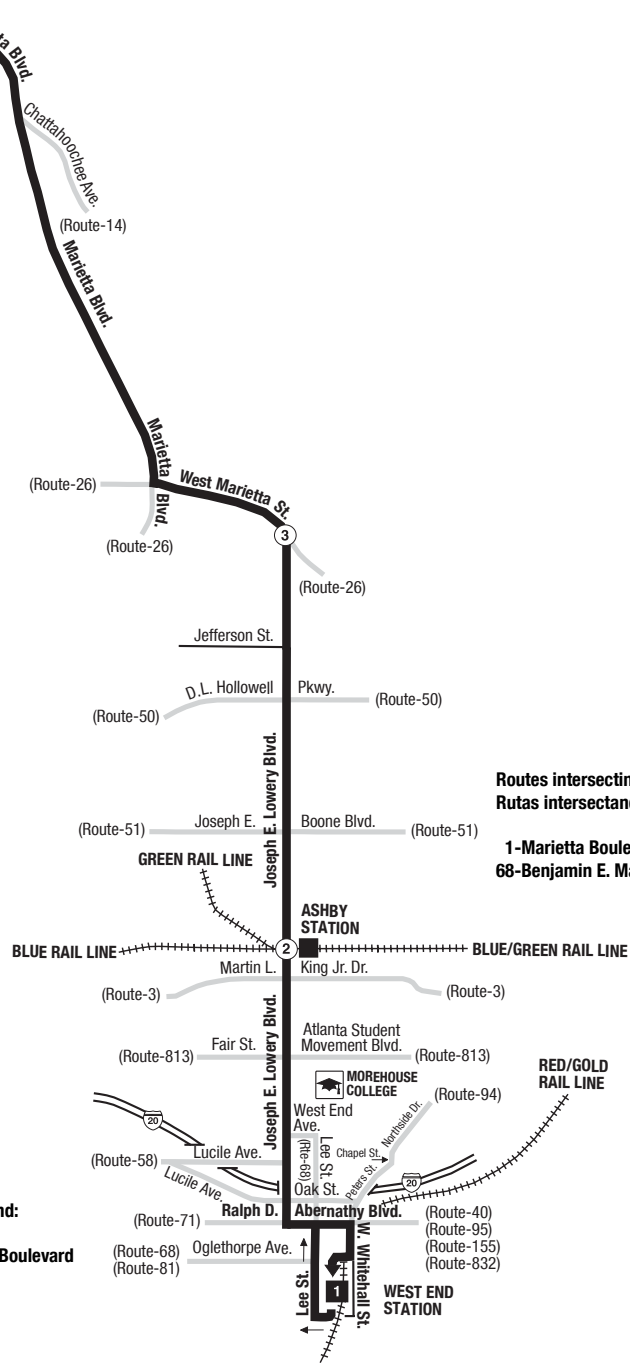 ta Blvd.
Chattahoochee Ave.
(Route-14)
Marietta Blvd.
Marietta
Blvd.
West Marietta St.
(Route-26)
(Route-26)
3
(Route-26)
Jefferson St.
D.L. Hollowell Pkwy.
(Route-50)
(Route-50)
Joseph E. Lowery Blvd.
Routes intersectin
Rutas intersectand
1-Marietta Boule
68-Benjamin E. Ma
(Route-51)
Joseph E. Boone Blvd.
(Route-51)
GREEN RAIL LINE
ASHBY
STATION
BLUE RAIL LINE
2
BLUE/GREEN RAIL LINE
Martin L. King Jr. Dr.
(Route-3)
(Route-3)
Joseph E. Lowery Blvd.
Fair St.
Atlanta Student
Movement Blvd.
(Route-813)
(Route-813)
MOREHOUSE
COLLEGE
RED/GOLD
RAIL LINE
(Route-94)
20
West End
Ave.
Northside Dr.
(Rte-68)
Lee St.
Chapel St.
Peters St.
Lucile Ave.
(Route-58)
Lucile Ave.
Oak St.
20
nd:
Ralph D. Abernathy Blvd.
(Route-71)
(Route-40)
(Route-95)
(Route-155)
(Route-832)
Boulevard
(Route-68)
(Route-81)
Oglethorpe Ave.
Lee St.
W. Whitehall St.
1
WEST END
STATION